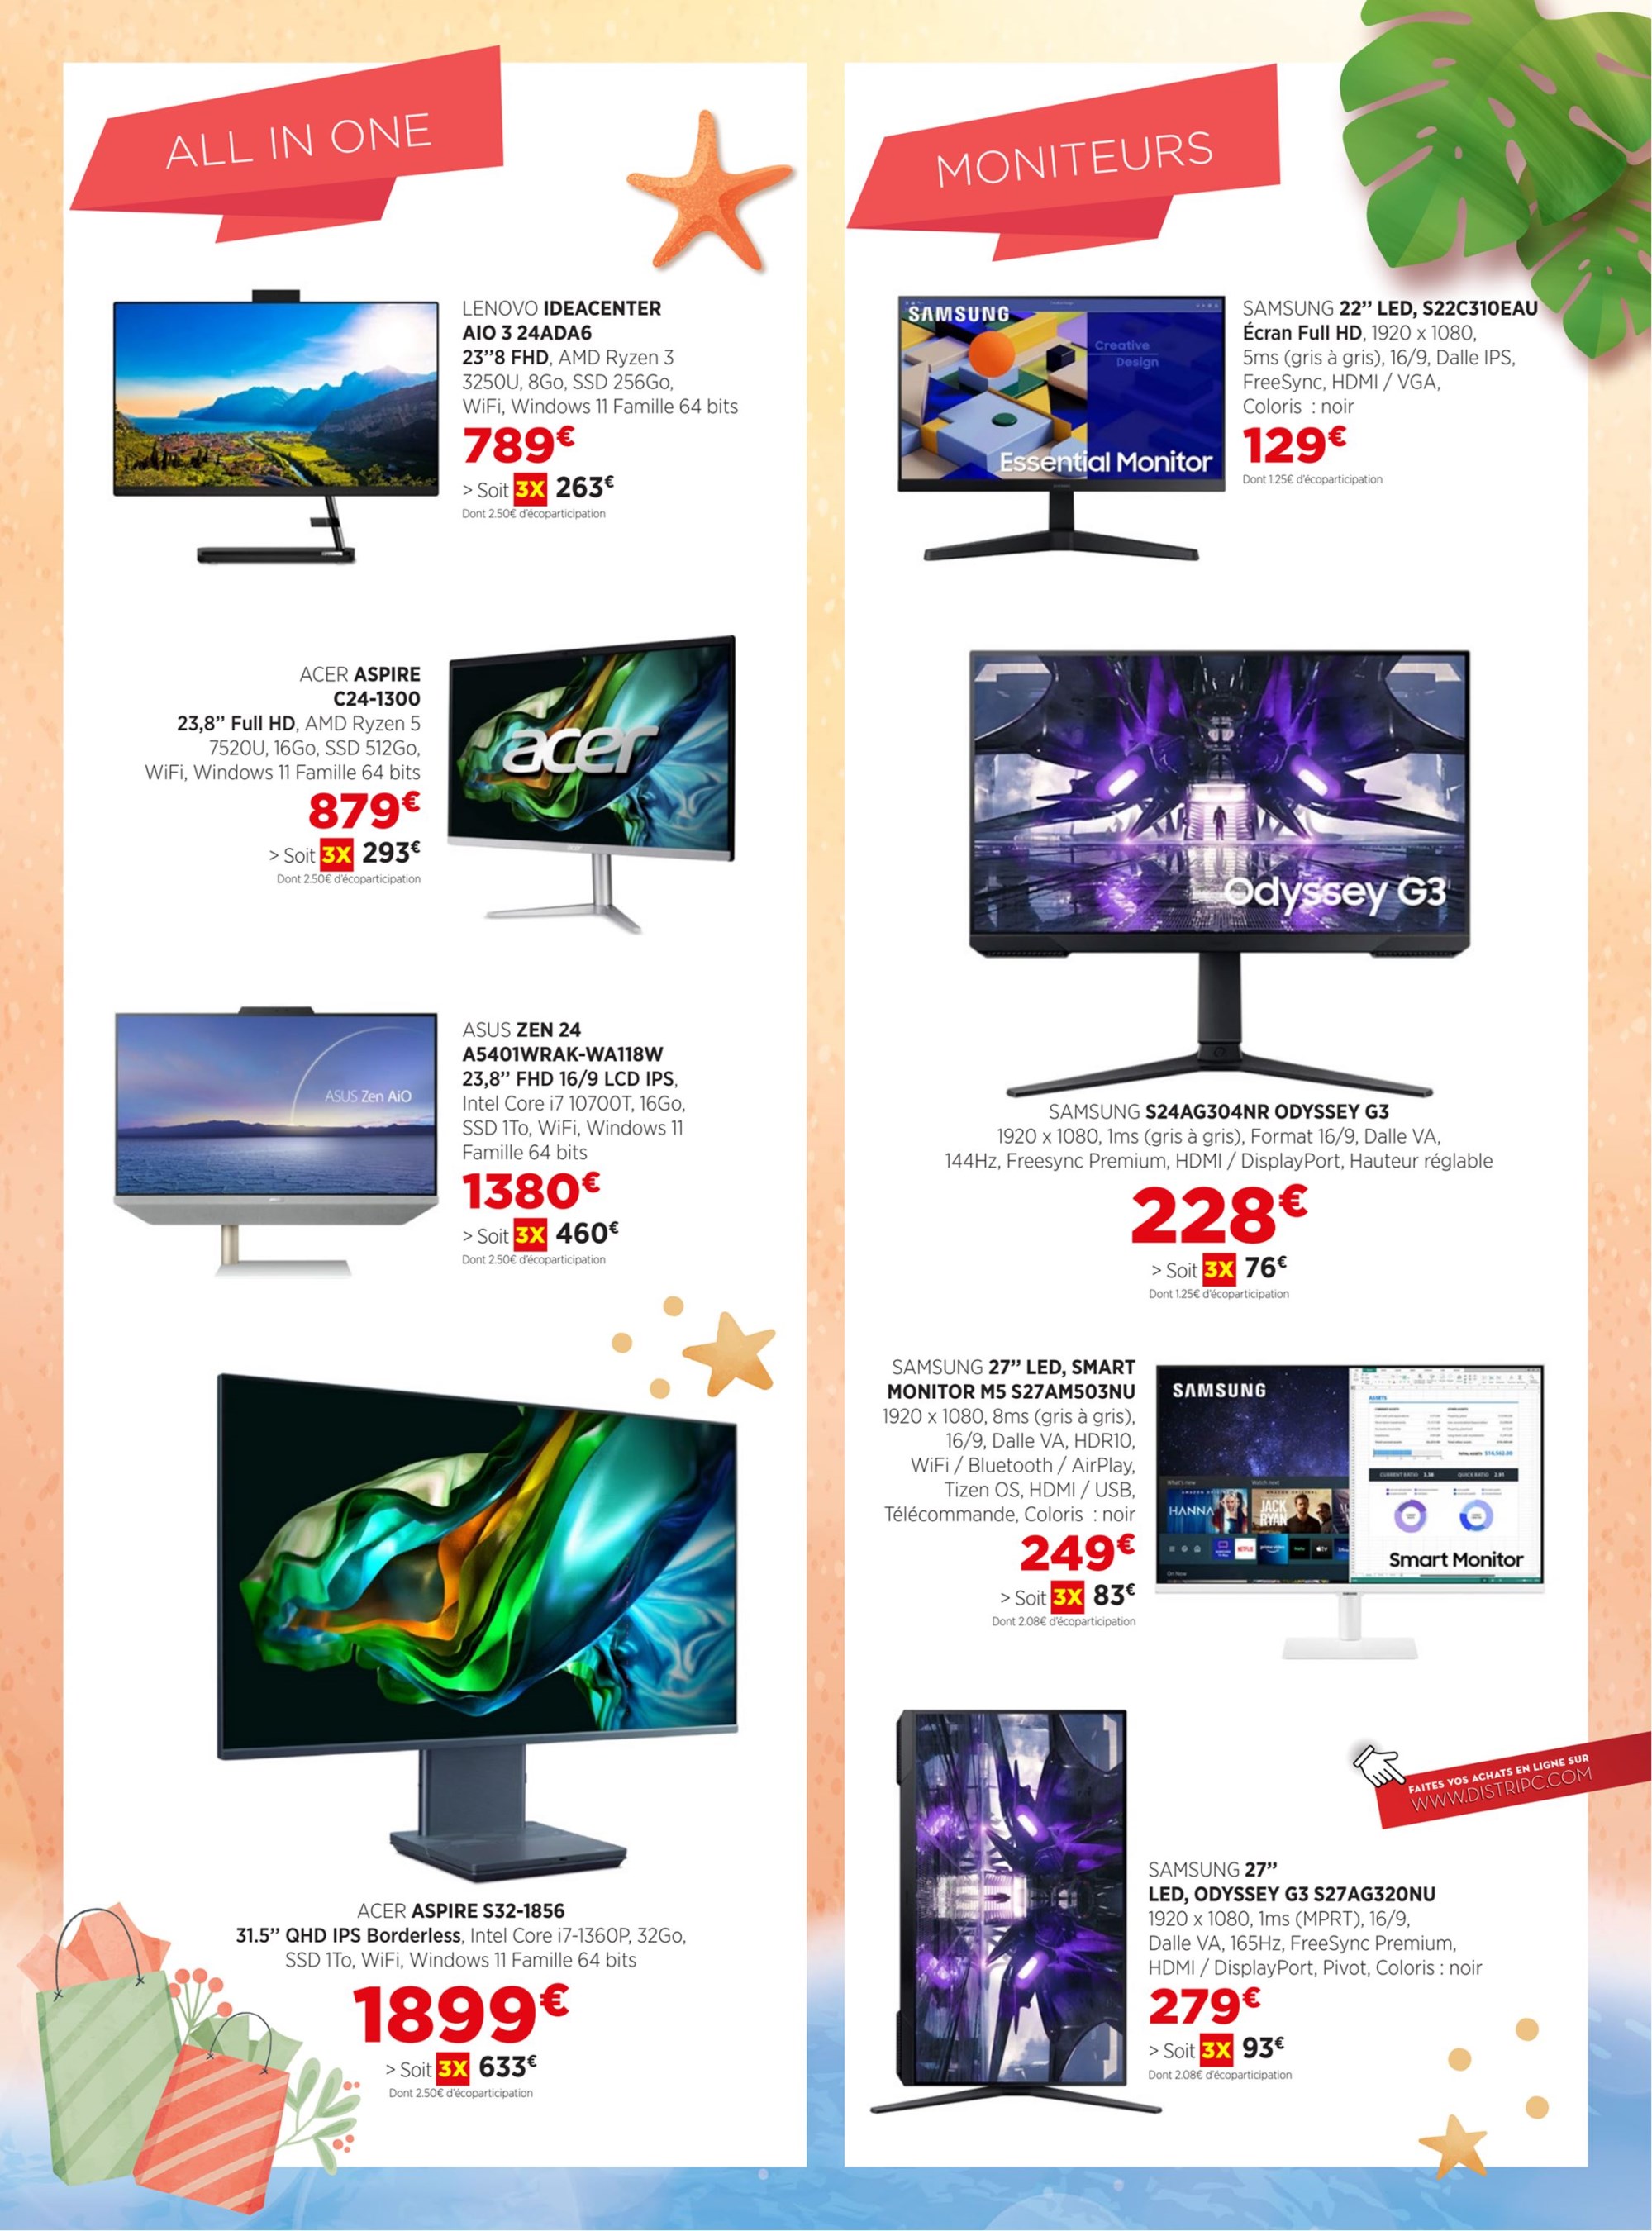 ALL IN ONE
LENOVO IDEACENTER
AIO 3 24ADA6
23’’8 FHD, AMD Ryzen 3
3250U, 8Go, SSD 256Go,
WiFi, Windows 11 Famille 64 bits
789€
> Soit 3X 263€
Dont 2.50€ d'écoparticipation
ACER ASPIRE
C24-1300
23,8’’ Full HD, AMD Ryzen 5
7520U, 16Go, SSD 512Go,
WiFi, Windows 11 Famille 64 bits
879€
> Soit 3X 293€
Dont 2.50€ d'écoparticipation
acer
ASUS Zen AiO
ASUS ZEN 24
A5401WRAK-WA118W
23,8’’ FHD 16/9 LCD IPS,
Intel Core i7 10700T, 16Go,
SSD 1To, WiFi, Windows 11
Famille 64 bits
1380€
> Soit 3X 460€
Dont 2.50€ d'écoparticipation
ACER ASPIRE S32-1856
31.5’’ QHD IPS Borderless, Intel Core i7-1360P, 32Go,
SSD 1To, WiFi, Windows 11 Famille 64 bits
1899€
> Soit 3X 633€
Dont 2.50€ d'écoparticipation
MONITEURS
SAMSUNG
Creative
Design
Essential Monitor
SAMSUNG 22’’ LED, S22C310EAU
Écran Full HD, 1920 x 1080,
5ms (gris à gris), 16/9, Dalle IPS,
FreeSync, HDMI / VGA,
Coloris : noir
129€
Dont 1.25€ d'écoparticipation
Odyssey G3
SAMSUNG S24AG304NR ODYSSEY G3
1920 x 1080, 1ms (gris à gris), Format 16/9, Dalle VA,
144Hz, Freesync Premium, HDMI / DisplayPort, Hauteur réglable
228€
> Soit 3X 76€
Dont 1.25€ d'écoparticipation
SAMSUNG 27’’ LED, SMART
MONITOR M5 S27AM503NU
1920 x 1080, 8ms (gris à gris),
16/9, Dalle VA, HDR10,
WiFi / Bluetooth / AirPlay,
Tizen OS, HDMI / USB,
Télécommande, Coloris : noir
249€
> Soit 3X 83€
Dont 2.08€ d'écoparticipation
SAMSUNG
What's new
Watch next
HANNA
JACK
RYAN
On Now
Smart Monitor
FAITES VOS ACHATS EN LIGNE SUR
WWW.DISTRIPC.COM
SAMSUNG 27’’
LED, ODYSSEY G3 S27AG320NU
1920 x 1080, 1ms (MPRT), 16/9,
Dalle VA, 165Hz, FreeSync Premium,
HDMI / DisplayPort, Pivot, Coloris : noir
279€
> Soit 3X 93€
Dont 2.08€ d'écoparticipation